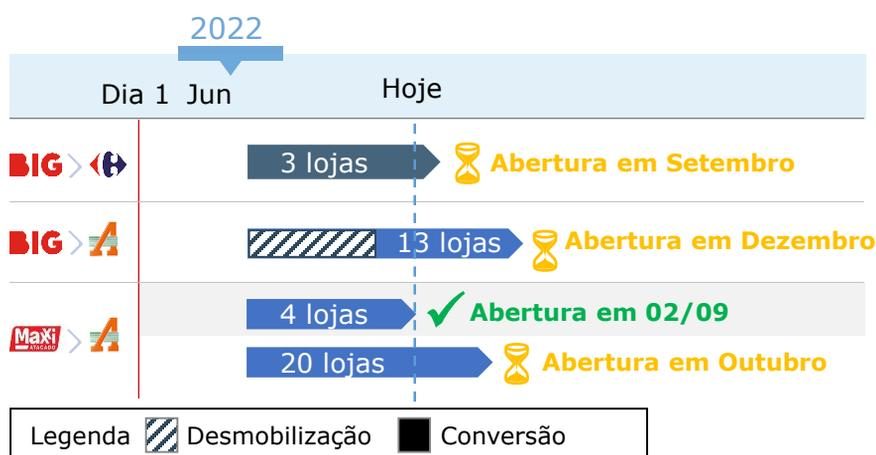 2022
Dia 1 Jun Hoje
BIG 3 lojas Abertura em Setembro
BIG 13 lojas Abertura em Dezembro
4 lojas Abertura em 02/09
Maxxi
ATACADO
20 lojas Abertura em Outubro
Legenda Desmobilização Conversão